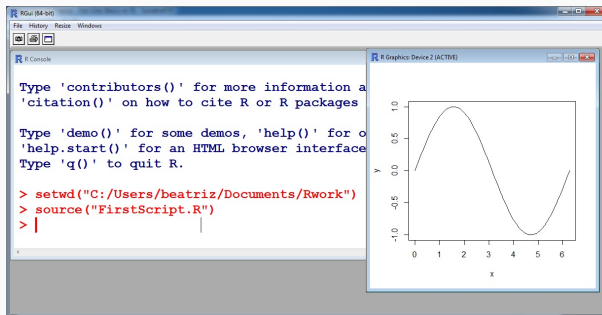 RGui (64-bit)
File History Resize Windows
R Console
Type 'contributors()' for more information a
'citation()' on how to cite R or R packages
Type 'demo()' for some demos, 'help()' for o
'help.start()' for an HTML browser interface
Type 'q()' to quit R.
> setwd("C:/Users/beatriz/Documents/Rwork")
> source("FirstScript.R")
>
R Graphics: Device 2 (ACTIVE)
1.0
0.5
0.0
-0.5
-1.0
y
0 1 2 3 4 5 6
x